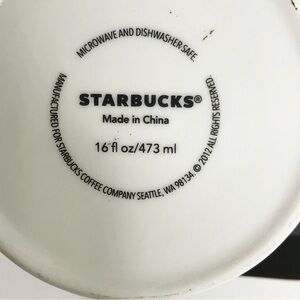 MICROWAVE AND DISHWASHER SAFE.
STARBUCKS®
Made in China
16 fl oz/473 ml
MANUFACTURED FOR STARBUCKS COFFEE COMPANY SEATTLE, WA 98134 © 2012 ALL RIGHTS RESERVED.